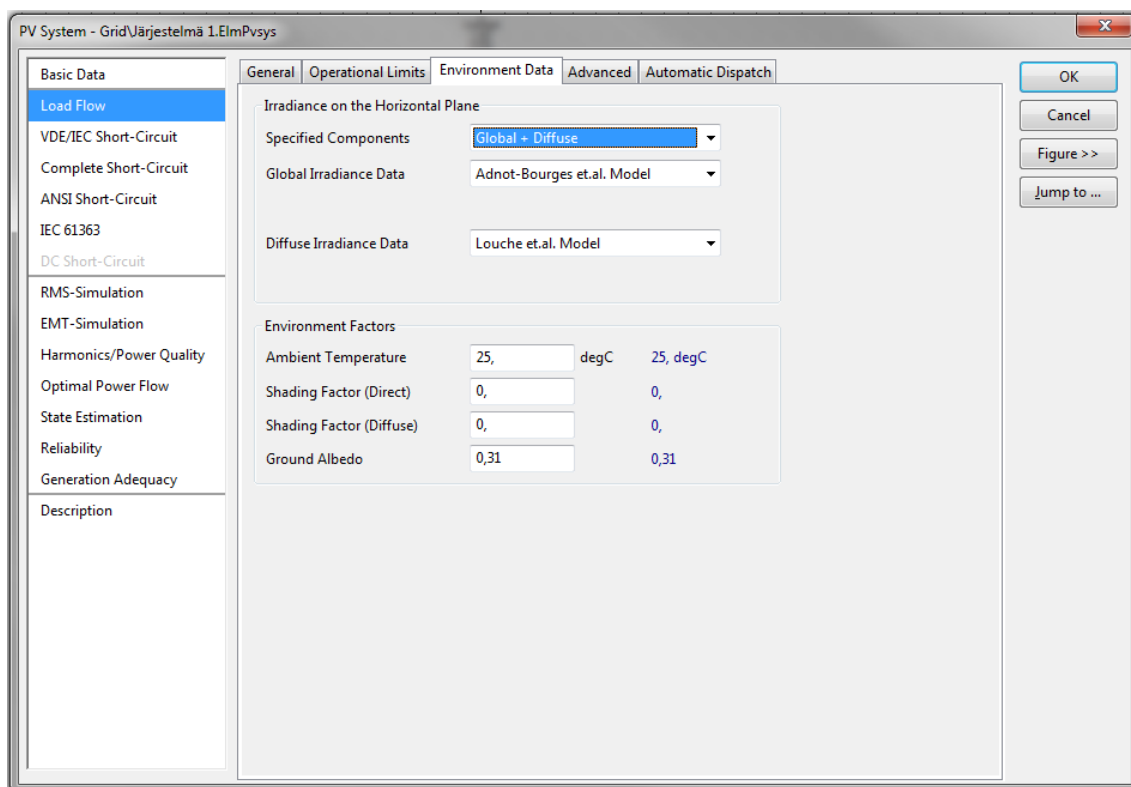 PV System - Grid\Järjestelmä 1.ElmPvsys
Basic Data
Load Flow
VDE/IEC Short-Circuit
Complete Short-Circuit
ANSI Short-Circuit
IEC 61363
DC Short-Circuit
RMS-Simulation
EMT-Simulation
Harmonics/Power Quality
Optimal Power Flow
State Estimation
Reliability
Generation Adequacy
Description
General Operational Limits Environment Data Advanced Automatic Dispatch
Irradiance on the Horizontal Plane
Specified Components Global + Diffuse
Global Irradiance Data Adnot-Bourges et.al. Model
Diffuse Irradiance Data Louche et.al. Model
Environment Factors
Ambient Temperature 25, degC 25, degC
Shading Factor (Direct) 0, 0,
Shading Factor (Diffuse) 0, 0,
Ground Albedo 0,31 0,31
OK
Cancel
Figure >>
Jump to ...